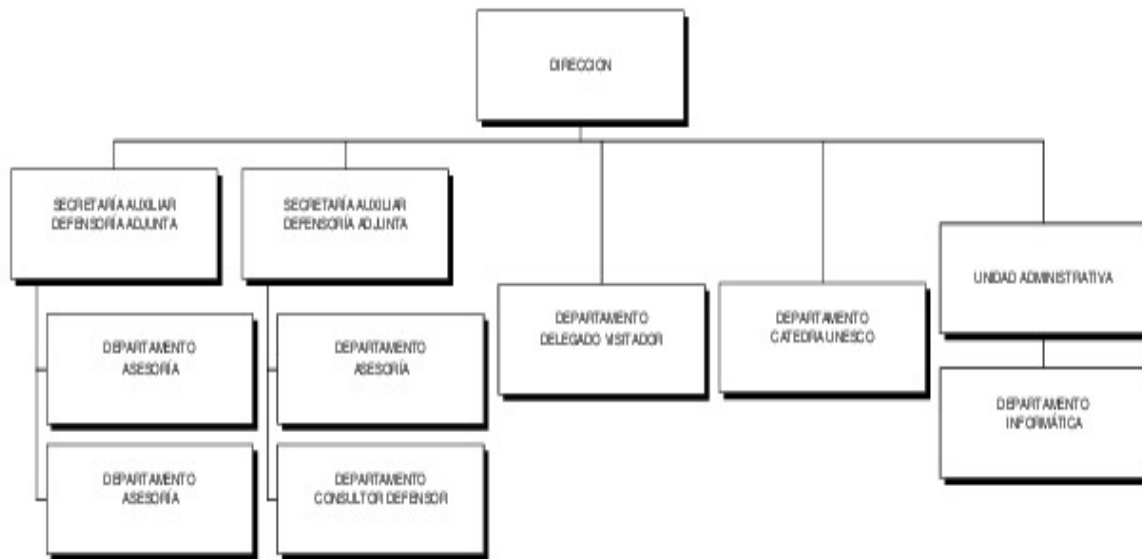 DIRECCION
SECRETARÍA AUXILIAR
DEFENSORÍA ADJUNTA
SECRETARÍA AUXILIAR
DEFENSORÍA ADJUNTA
DEPARTAMENTO
DELEGADO VISITADOR
DEPARTAMENTO
CATEDRA UNESCO
UNIDAD ADMINISTRATIVA
DEPARTAMENTO
ASESORÍA
DEPARTAMENTO
ASESORÍA
DEPARTAMENTO
INFORMÁTICA
DEPARTAMENTO
ASESORÍA
DEPARTAMENTO
CONSULTOR DEFENSOR